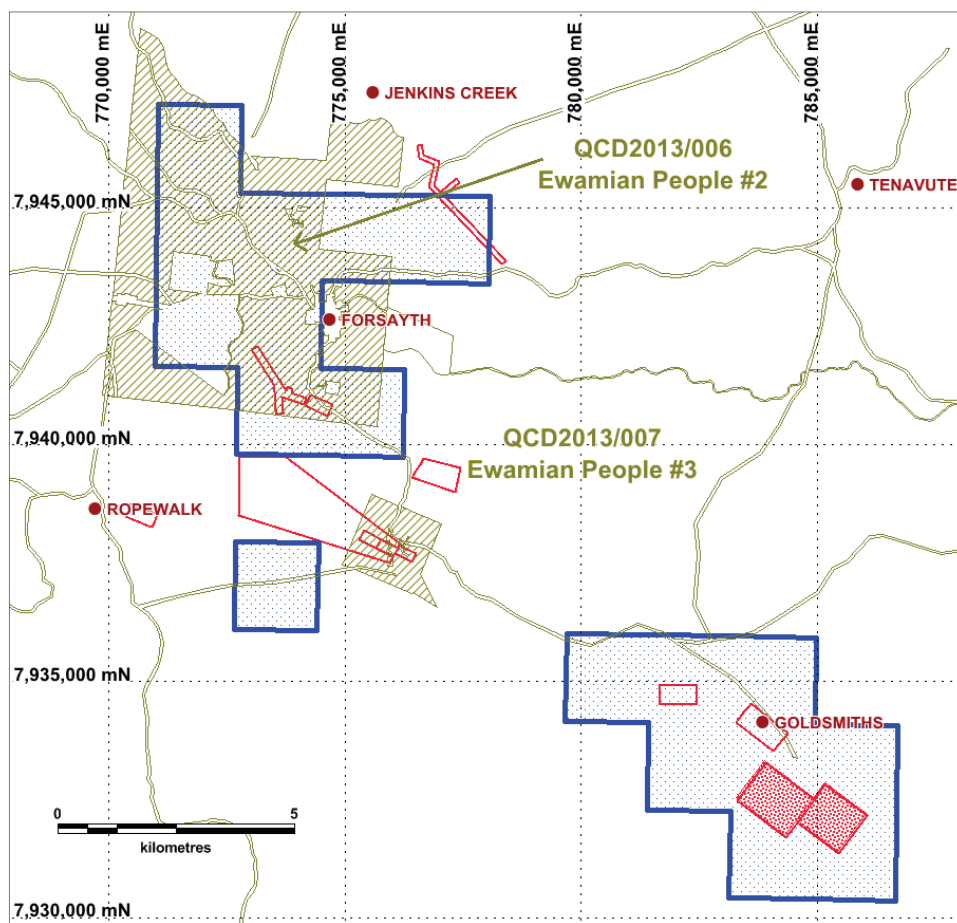 770,000 mE
775,000 mE
780,000 mE
785,000 mE
JENKINS CREEK
QCD2013/006
Ewamian People #2
TENAVUTE
7,945,000 mN
FORSAYTH
7,940,000 mN
QCD2013/007
Ewamian People #3
ROPEWALK
7,935,000 mN
GOLDSMITHS
0 5
kilometres
7,930,000 mN